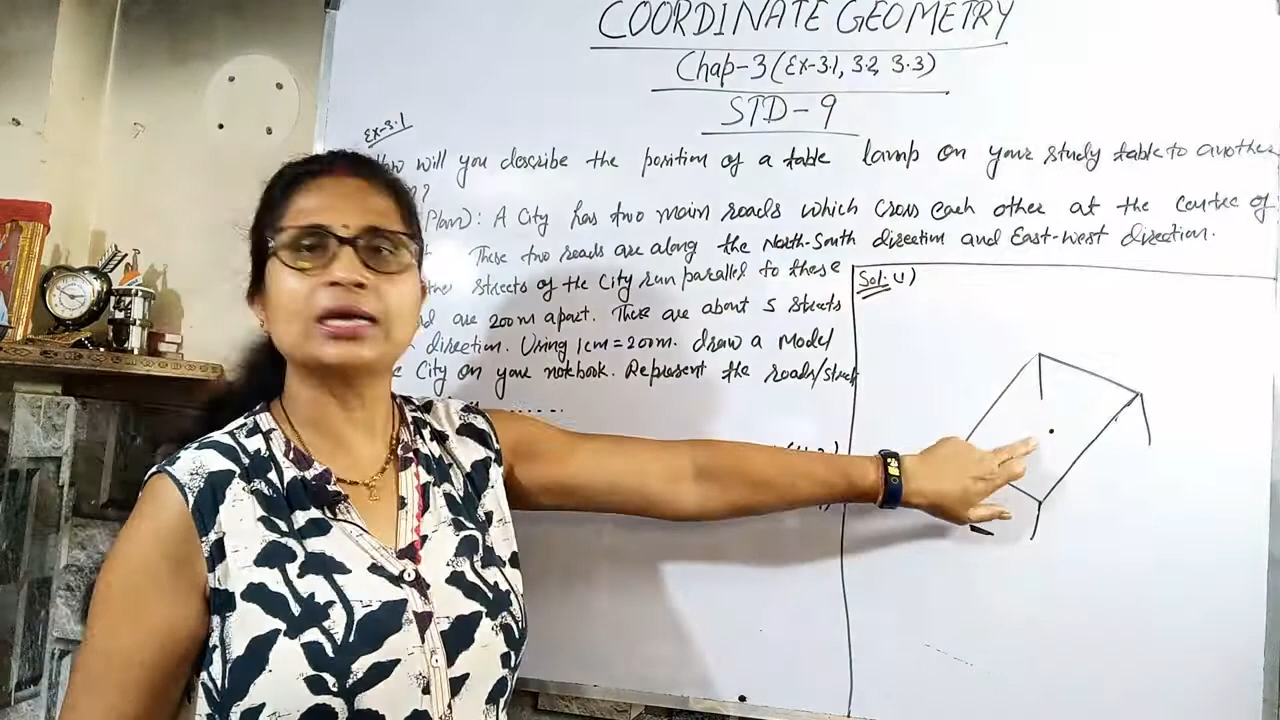 COORDINATE GEOMETRY
Chap-3 (Ex-3.1, 3.2, 3.3)
STD-9
Ex-3.1
How will you describe the position of a table lamp on your study table to another
?
Plan): A City has two main roads which cross each other at the centre of
These two roads are along the North-South direction and East-West direction.
streets of the City run parallel to these
are 200m apart. There are about 5 streets
direction. Using 1cm = 200m. draw a Model
City on your notebook. Represent the roads/street
Sol: 1)